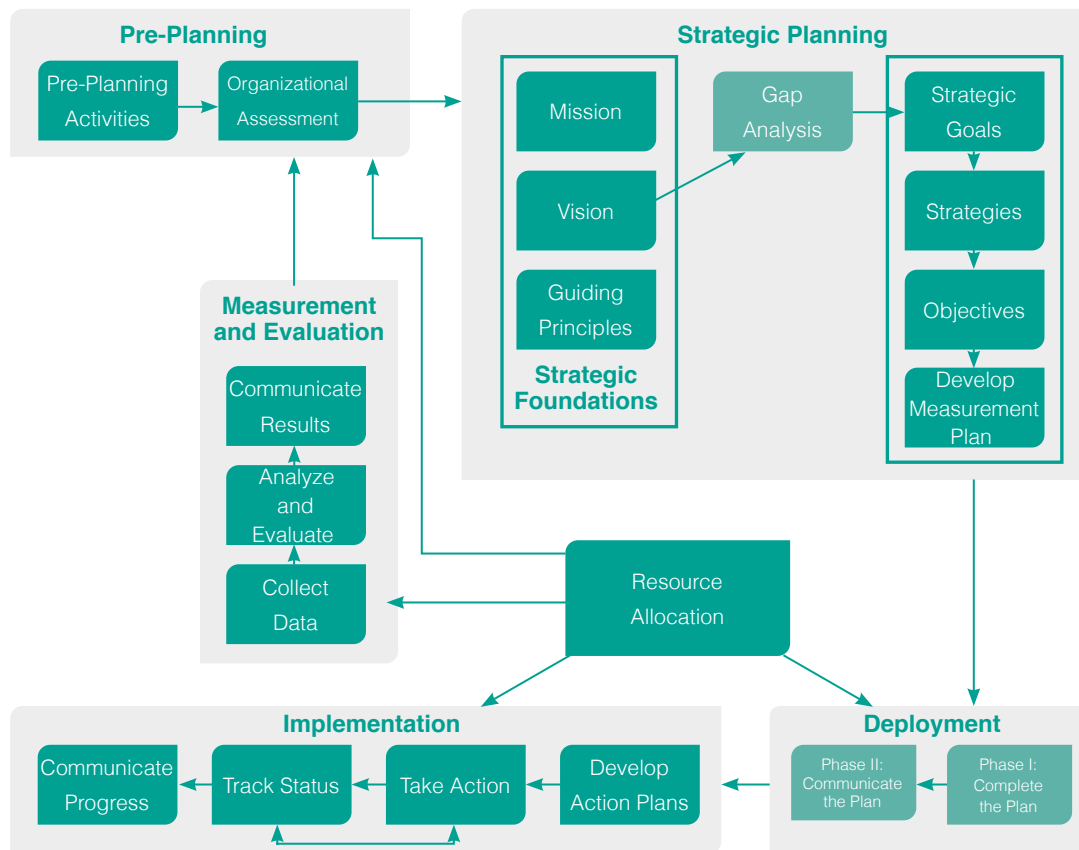 Pre-Planning
Pre-Planning
Activities
Organizational
Assessment
Strategic Planning
Mission
Vision
Guiding
Principles
Strategic
Foundations
Gap
Analysis
Strategic
Goals
Strategies
Objectives
Develop
Measurement
Plan
Measurement
and Evaluation
Communicate
Results
Analyze
and
Evaluate
Collect
Data
Resource
Allocation
Implementation
Communicate
Progress
Track Status
Take Action
Develop
Action Plans
Deployment
Phase II:
Communicate
the Plan
Phase I:
Complete
the Plan